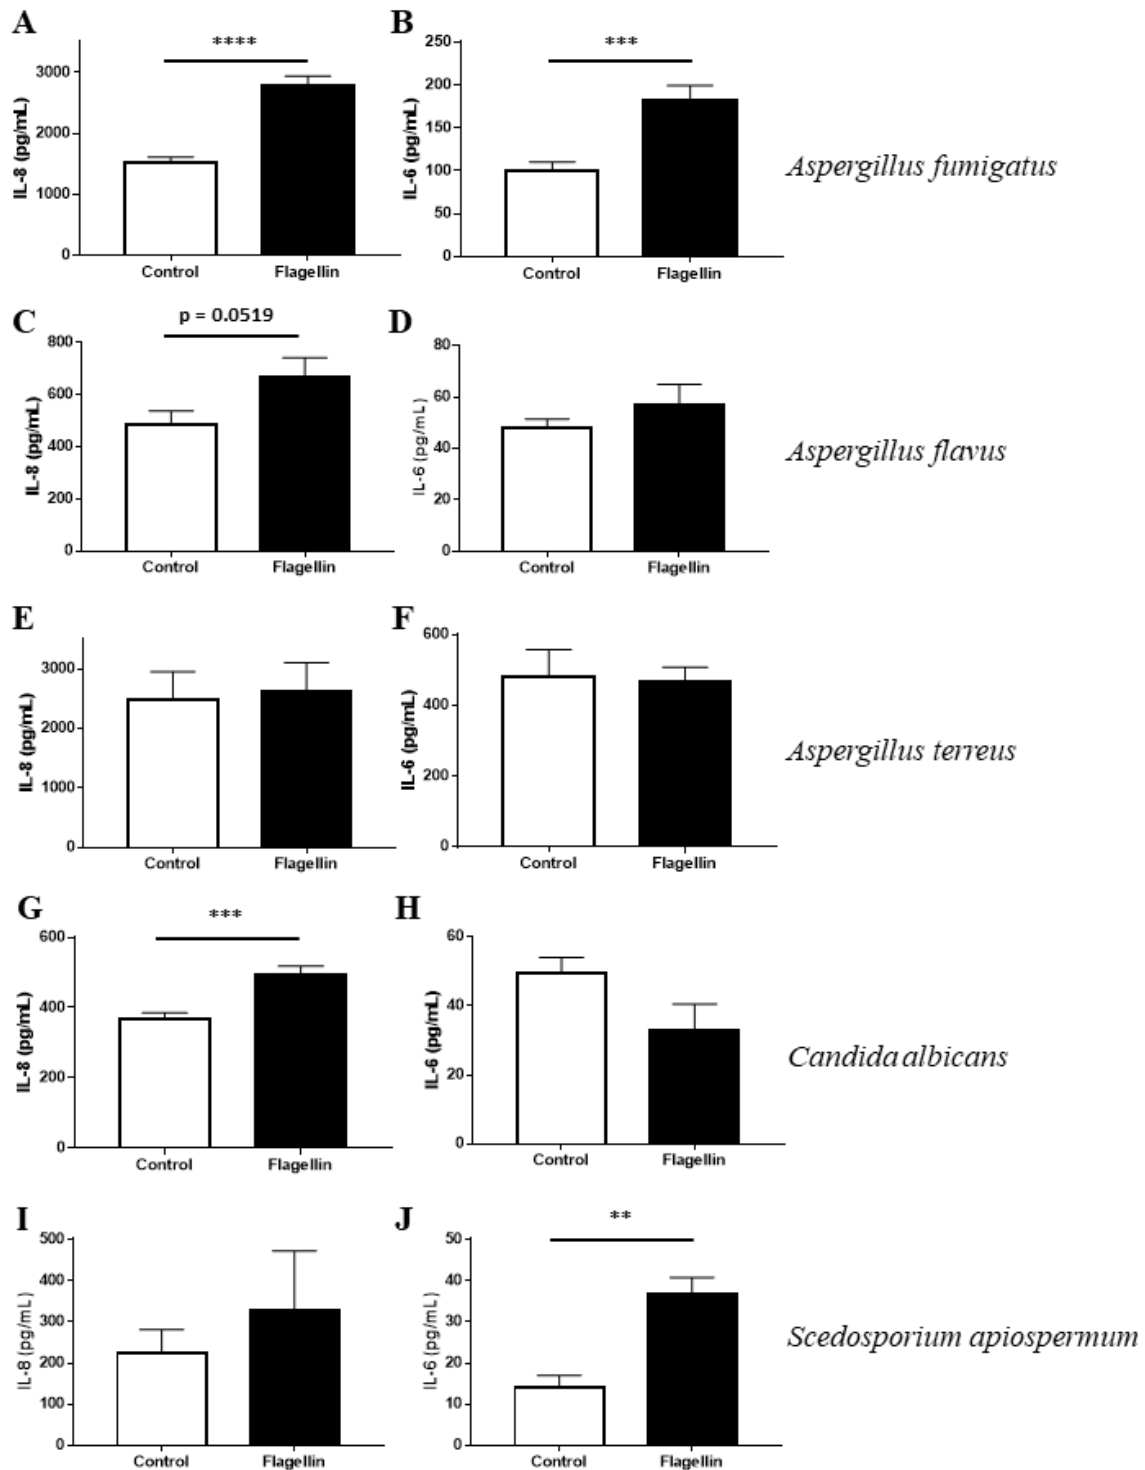 A
****
3000
2000
1000
0
IL-8 (pg/mL)
Control Flagellin
B
***
250
200
150
100
50
0
IL-6 (pg/mL)
Control Flagellin
Aspergillus fumigatus
C
p = 0.0519
800
600
400
200
0
IL-8 (pg/mL)
Control Flagellin
D
80
60
40
20
0
IL-6 (pg/mL)
Control Flagellin
Aspergillus flavus
E
3000
2000
1000
0
IL-8 (pg/mL)
Control Flagellin
F
600
400
200
0
IL-6 (pg/mL)
Control Flagellin
Aspergillus terreus
G
***
600
400
200
0
IL-8 (pg/mL)
Control Flagellin
H
60
40
20
0
IL-6 (pg/mL)
Control Flagellin
Candida albicans
I
500
400
300
200
100
0
IL-8 (pg/mL)
Control Flagellin
J
**
50
40
30
20
10
0
IL-6 (pg/mL)
Control Flagellin
Scedosporium apiospermum